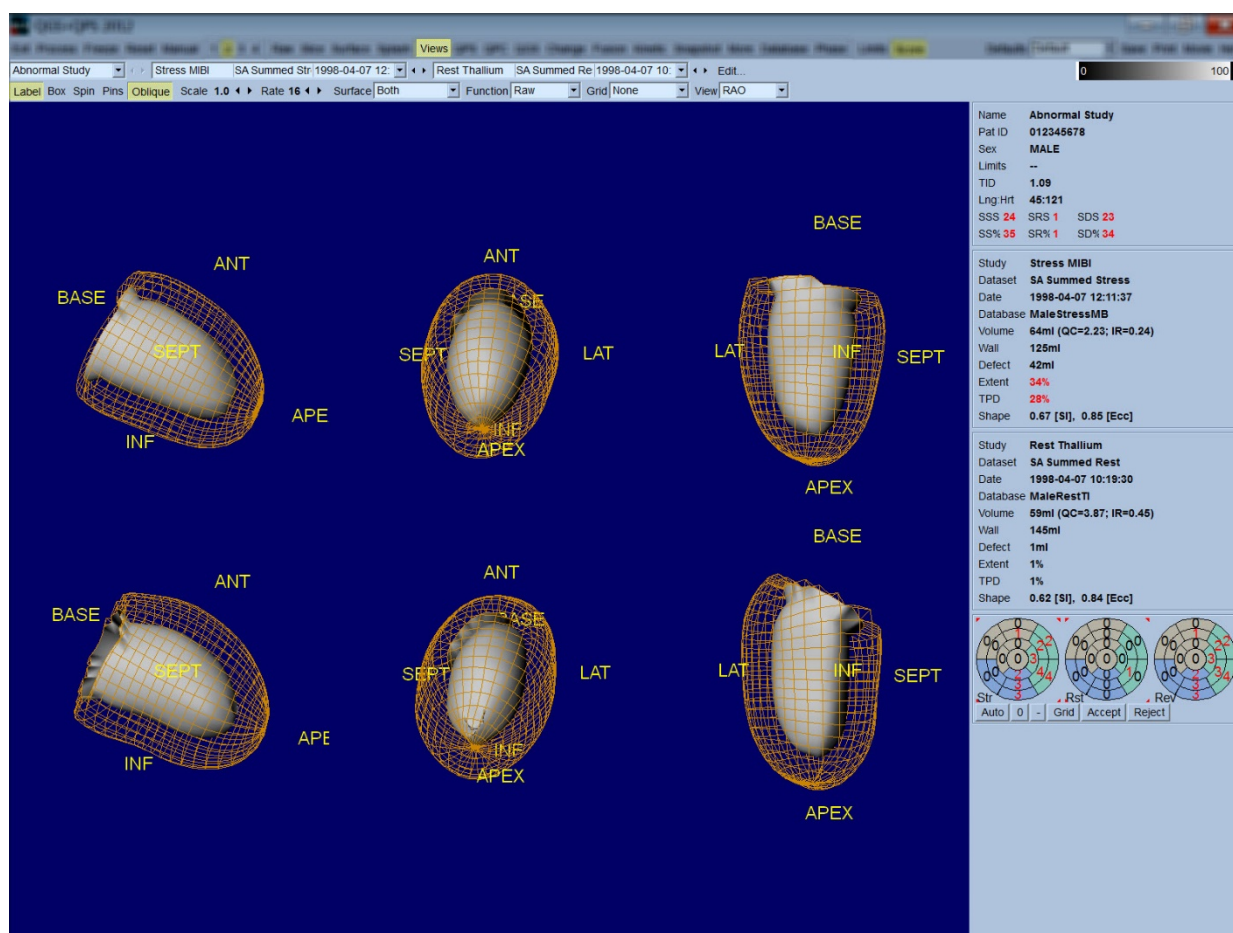 QGS+QPS 2012
Views
Abnormal Study Stress MIBI SA Summed Str 1998-04-07 12: Rest Thallium SA Summed Re 1998-04-07 10: Edit...
0 100
Label Box Spin Pins Oblique Scale 1.0 Rate 16 Surface Both Function Raw Grid None View RAO
ANT
BASE
SEPT
APE
INF
ANT
ASE
SEPT
LAT
INF
APEX
BASE
LAT
INF
SEPT
APEX
ANT
BASE
SEPT
APE
INF
ANT
BASE
SEPT
LAT
INF
APEX
BASE
LAT
INF
SEPT
APEX
Name Abnormal Study
Pat ID 012345678
Sex MALE
Limits --
TID 1.09
Lng:Hrt 45:121
SSS 24 SRS 1 SDS 23
SS% 35 SR% 1 SD% 34
Study Stress MIBI
Dataset SA Summed Stress
Date 1998-04-07 12:11:37
Database MaleStressMB
Volume 64ml (QC=2.23; IR=0.24)
Wall 125ml
Defect 42ml
Extent 34%
TPD 28%
Shape 0.67 [SI], 0.85 [Ecc]
Study Rest Thallium
Dataset SA Summed Rest
Date 1998-04-07 10:19:30
Database MaleRestTl
Volume 59ml (QC=3.87; IR=0.45)
Wall 145ml
Defect 1ml
Extent 1%
TPD 1%
Shape 0.62 [SI], 0.84 [Ecc]
Str Rst Rev
Auto 0 - Grid Accept Reject